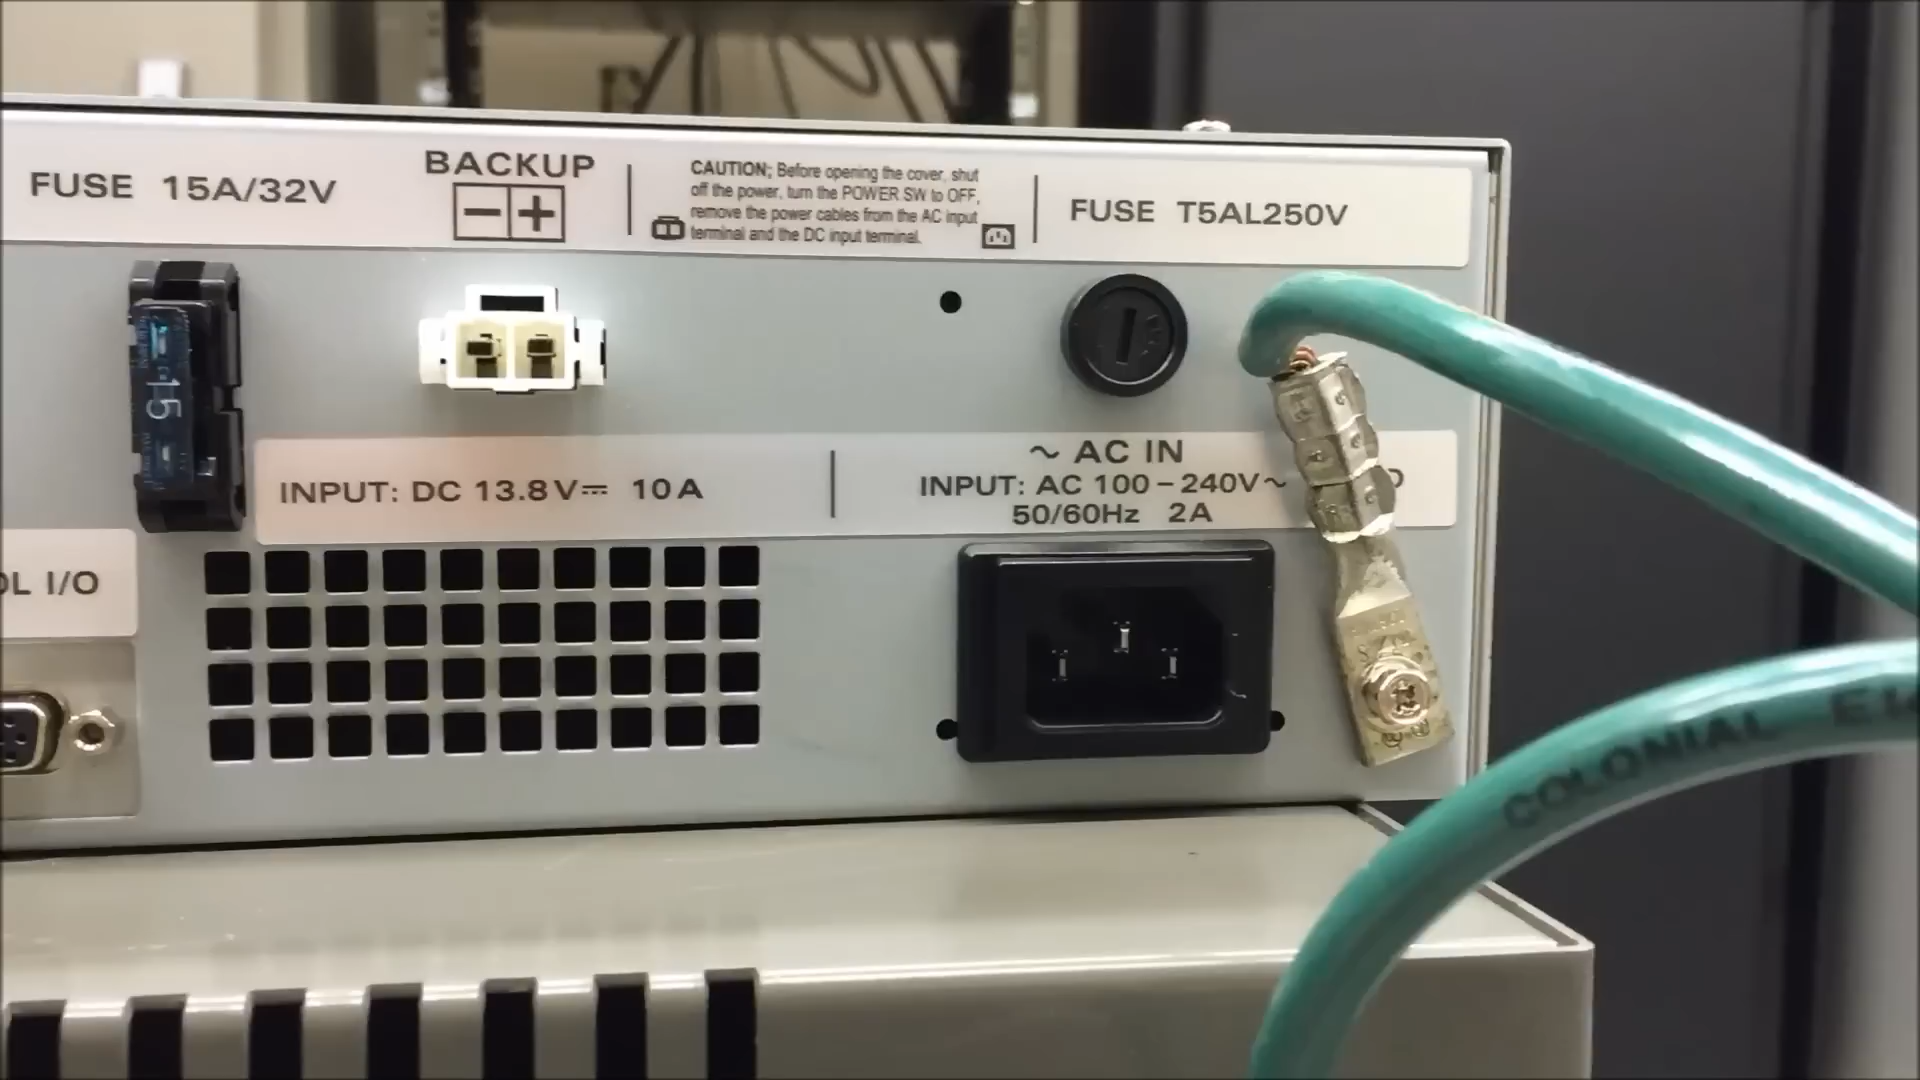 FUSE 15A/32V
BACKUP
− +
CAUTION; Before opening the cover, shut
off the power, turn the POWER SW to OFF,
remove the power cables from the AC input
terminal and the DC input terminal.
FUSE T5AL250V
15
INPUT: DC 13.8V⎓ 10A
∼ AC IN
INPUT: AC 100–240V∼
50/60Hz 2A
D
OL I/O
COLONIAL